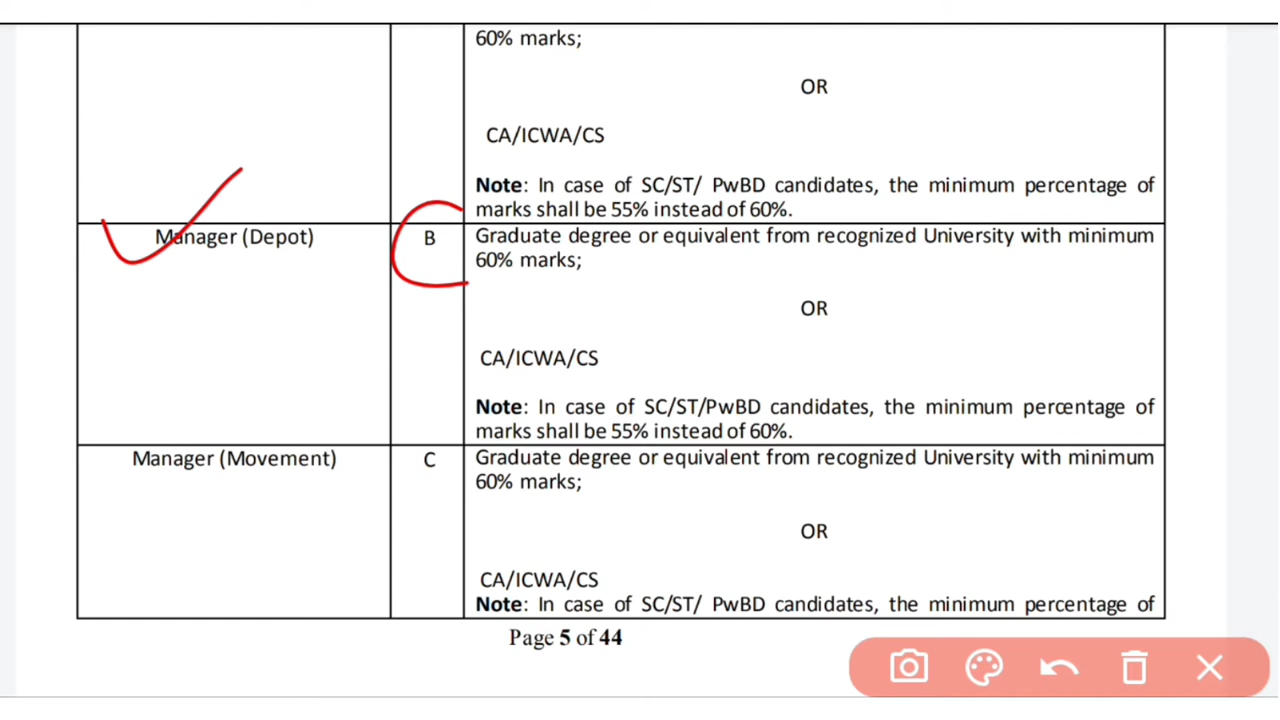 60% marks;
OR
CA/ICWA/CS
Note: In case of SC/ST/ PwBD candidates, the minimum percentage of
marks shall be 55% instead of 60%.
Manager (Depot)
B
Graduate degree or equivalent from recognized University with minimum
60% marks;
OR
CA/ICWA/CS
Note: In case of SC/ST/PwBD candidates, the minimum percentage of
marks shall be 55% instead of 60%.
Manager (Movement)
C
Graduate degree or equivalent from recognized University with minimum
60% marks;
OR
CA/ICWA/CS
Note: In case of SC/ST/ PwBD candidates, the minimum percentage of
Page 5 of 44